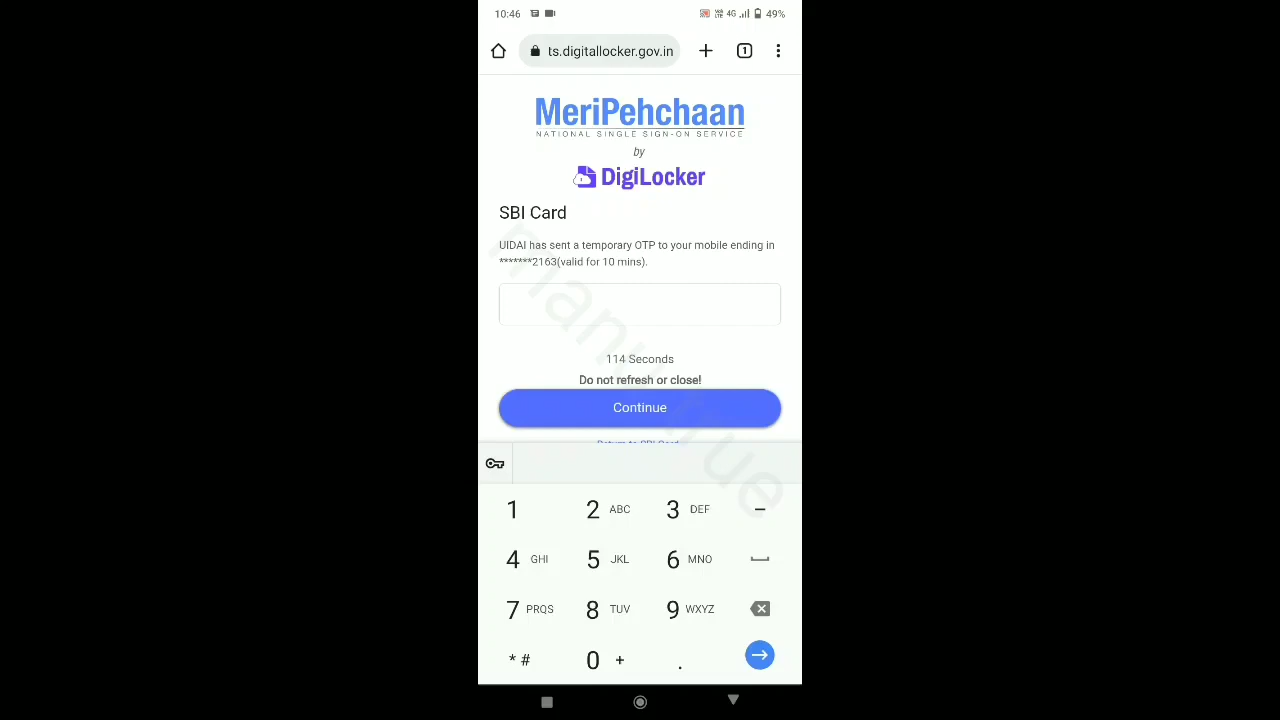 10:46
4G 49%
ts.digitallocker.gov.in
1
MeriPehchaan
NATIONAL SINGLE SIGN-ON SERVICE
by
DigiLocker
SBI Card
UIDAI has sent a temporary OTP to your mobile ending in
*******2163(valid for 10 mins).
114 Seconds
Do not refresh or close!
Continue
Return to SBI Card
1 2 ABC 3 DEF –
4 GHI 5 JKL 6 MNO
7 PRQS 8 TUV 9 WXYZ
* # 0 + .